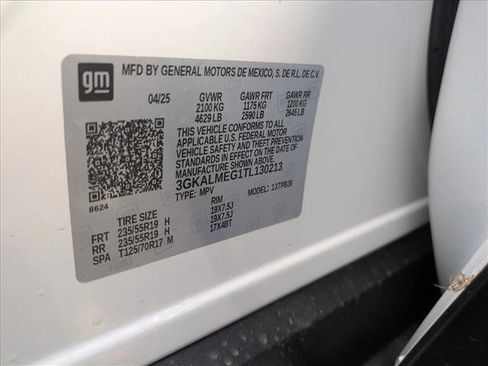 gm MFD BY GENERAL MOTORS DE MEXICO, S. DE R.L. DE C.V.
04/25 GVWR GAWR FRT GAWR RR
2100 KG 1175 KG 1200 KG
4629 LB 2590 LB 2645 LB
THIS VEHICLE CONFORMS TO ALL
APPLICABLE U.S. FEDERAL MOTOR
VEHICLE SAFETY AND THEFT
PREVENTION STANDARDS IN
EFFECT ON THE DATE OF
MANUFACTURE SHOWN ABOVE.
3GKALMEG1TL130213
TYPE: MPV MODEL: 137PB26
8624
TIRE SIZE RIM
FRT 235/55R19 H 19X7.5J
RR 235/55R19 H 19X7.5J
SPA T125/70R17 M 17X4BT